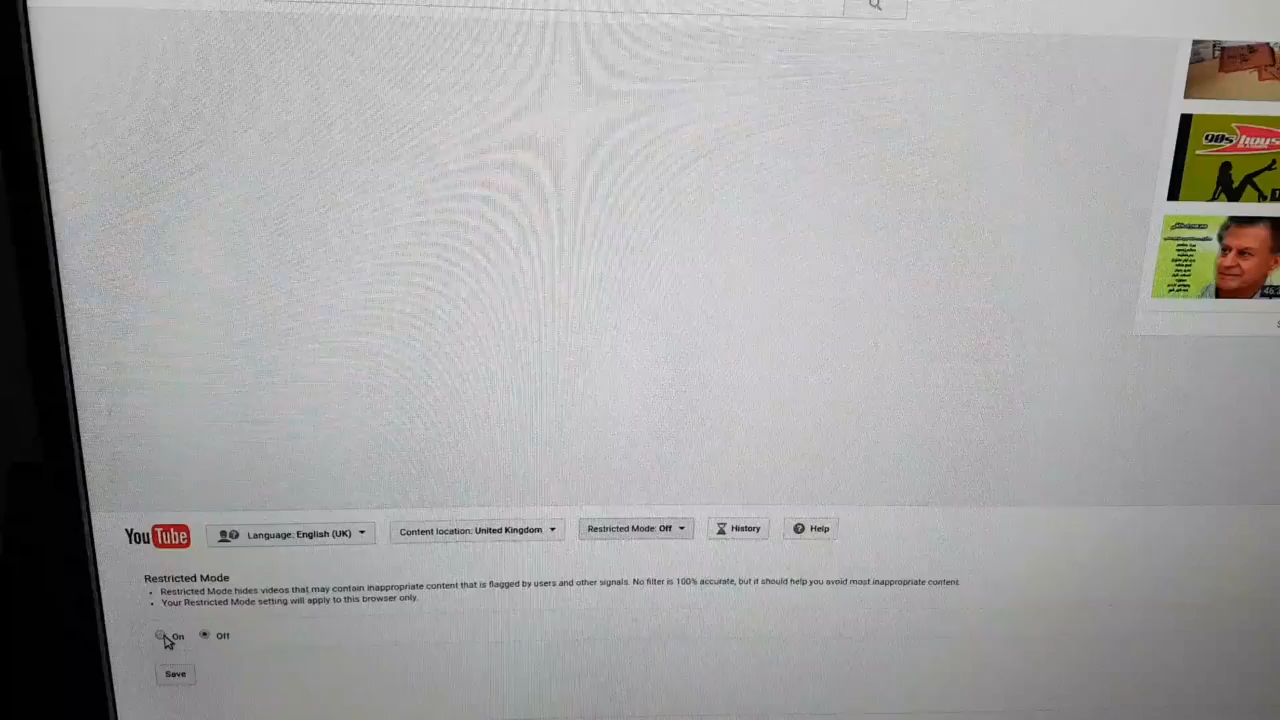 90s hous
46:
YouTube
Language: English (UK)
Content location: United Kingdom
Restricted Mode: Off
History
Help
Restricted Mode
Restricted Mode hides videos that may contain inappropriate content that is flagged by users and other signals. No filter is 100% accurate, but it should help you avoid most inappropriate content.
Your Restricted Mode setting will apply to this browser only.
On
Off
Save